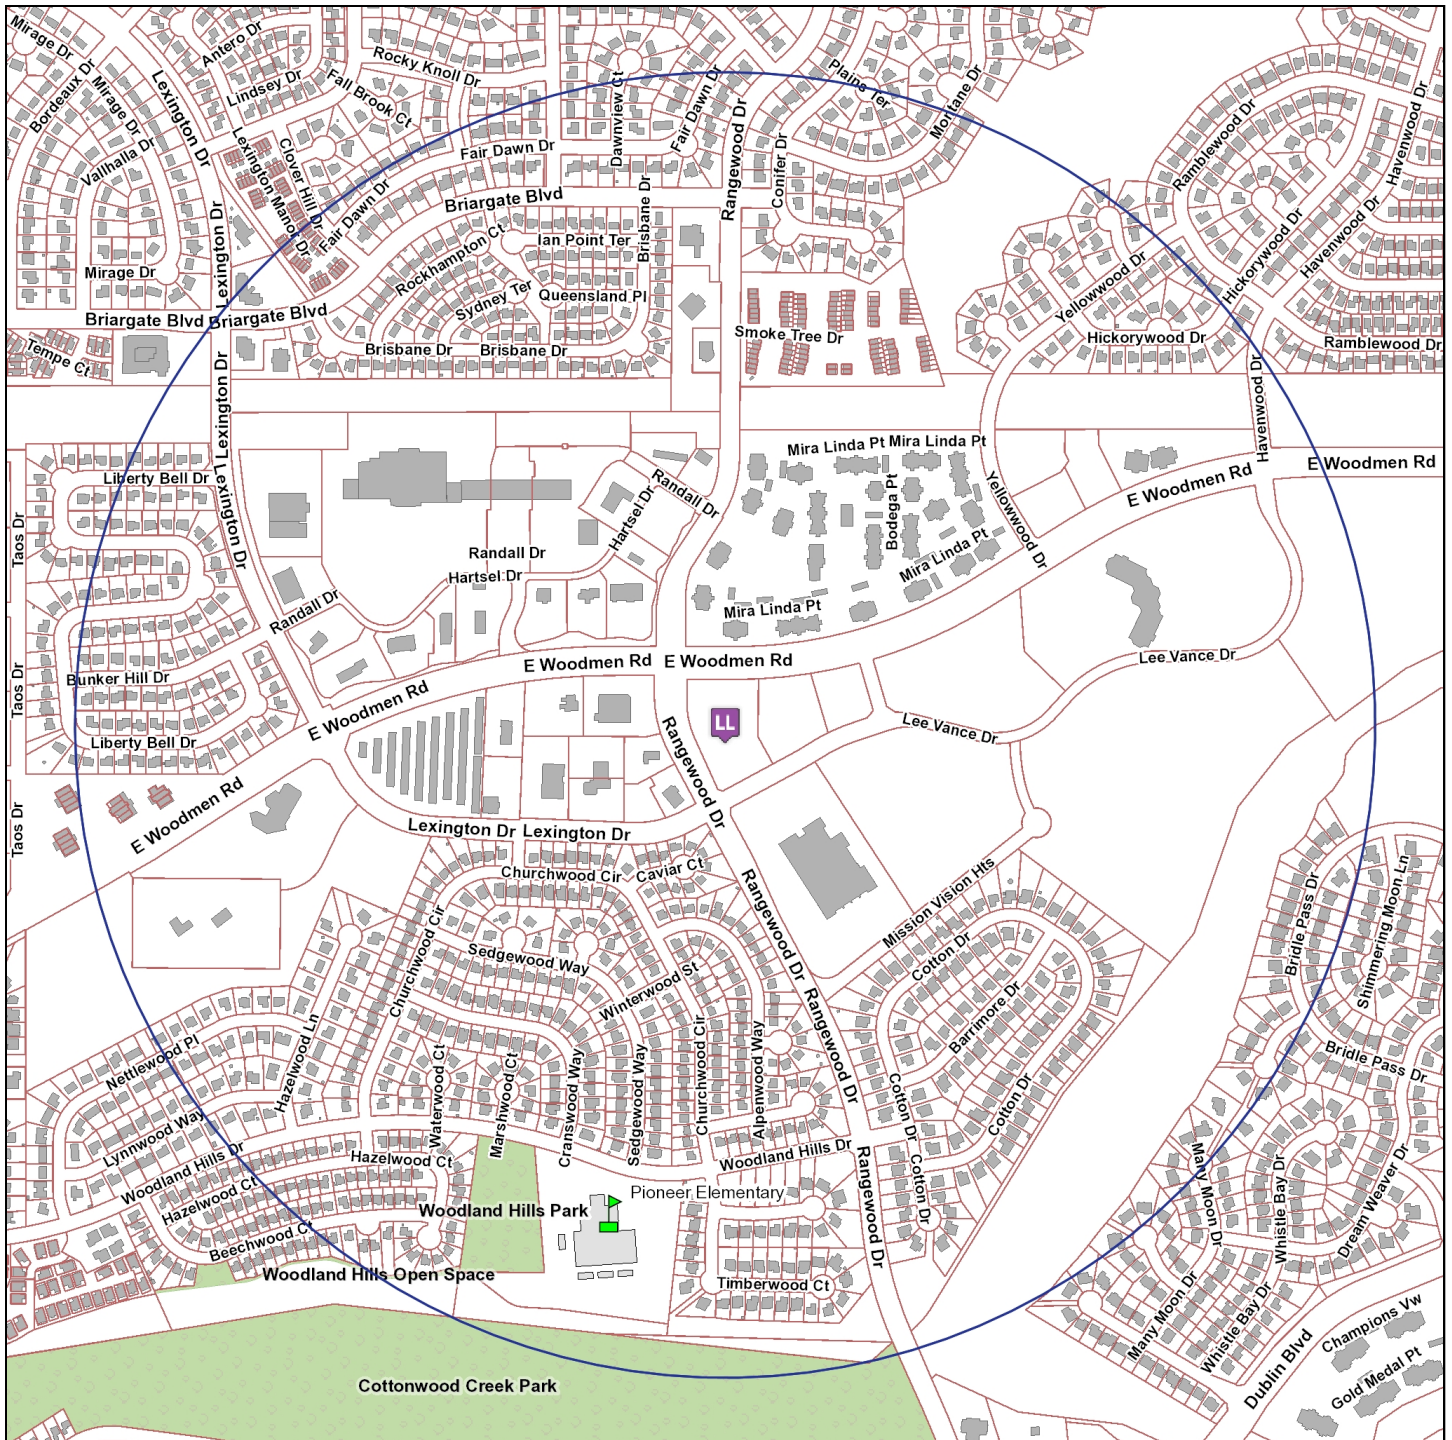 Mirage Dr
Antero Dr
Bordeaux Dr
Mirage Dr
Lexington Dr
Lindsey Dr
Fall Brook Ct
Rocky Knoll Dr
Dawnview Ct
Fair Dawn Dr
Rangewood Dr
Plains Ter
Montane Dr
Ramblewood Dr
Havenwood Dr
Valhalla Dr
Lexington Manor Dr
Clover Hill Dr
Fair Dawn Dr
Fair Dawn Dr
Conifer Dr
Briargate Blvd
Brisbane Dr
Mirage Dr
Lexington Dr
Rockhampton Ct
Ian Point Ter
Sydney Ter
Queensland Pl
Yellowwood Dr
Hickorywood Dr
Havenwood Dr
Briargate Blvd
Briargate Blvd
Tempe Ct
Brisbane Dr
Brisbane Dr
Smoke Tree Dr
Hickorywood Dr
Ramblewood Dr
Lexington Dr
Havenwood Dr
Liberty Bell Dr
Lexington Dr
Mira Linda Pt
Mira Linda Pt
E Woodmen Rd
E Woodmen Rd
Randall Dr
Hartsel Dr
Bodega Pt
Yellowwood Dr
Taos Dr
Randall Dr
Hartsel Dr
Mira Linda Pt
Randall Dr
Mira Linda Pt
Bunker Hill Dr
Taos Dr
E Woodmen Rd
E Woodmen Rd
Lee Vance Dr
E Woodmen Rd
LL
Liberty Bell Dr
Rangewood Dr
Lee Vance Dr
Taos Dr
E Woodmen Rd
Lexington Dr
Lexington Dr
Churchwood Cir
Caviar Ct
Rangewood Dr
Mission Vision Hts
Bridle Pass Dr
Shimmering Moon Ln
Churchwood Cir
Sedgewood Way
Cotton Dr
Winterwood St
Barrimore Dr
Rangewood Dr
Nettlewood Pl
Hazelwood Ln
Waterwood Ct
Marshwood Ct
Cranswood Way
Sedgewood Way
Churchwood Cir
Alpenwood Way
Cotton Dr
Cotton Dr
Bridle Pass Dr
Lynnwood Way
Woodland Hills Dr
Hazelwood Ct
Woodland Hills Dr
Hazelwood Ct
Pioneer Elementary
Woodland Hills Park
Rangewood Dr
Cotton Dr
Many Moon Dr
Whistle Bay Dr
Dream Weaver Dr
Beechwood Ct
Woodland Hills Open Space
Timberwood Ct
Many Moon Dr
Whistle Bay Dr
Dublin Blvd
Champions Vw
Gold Medal Pt
Cottonwood Creek Park